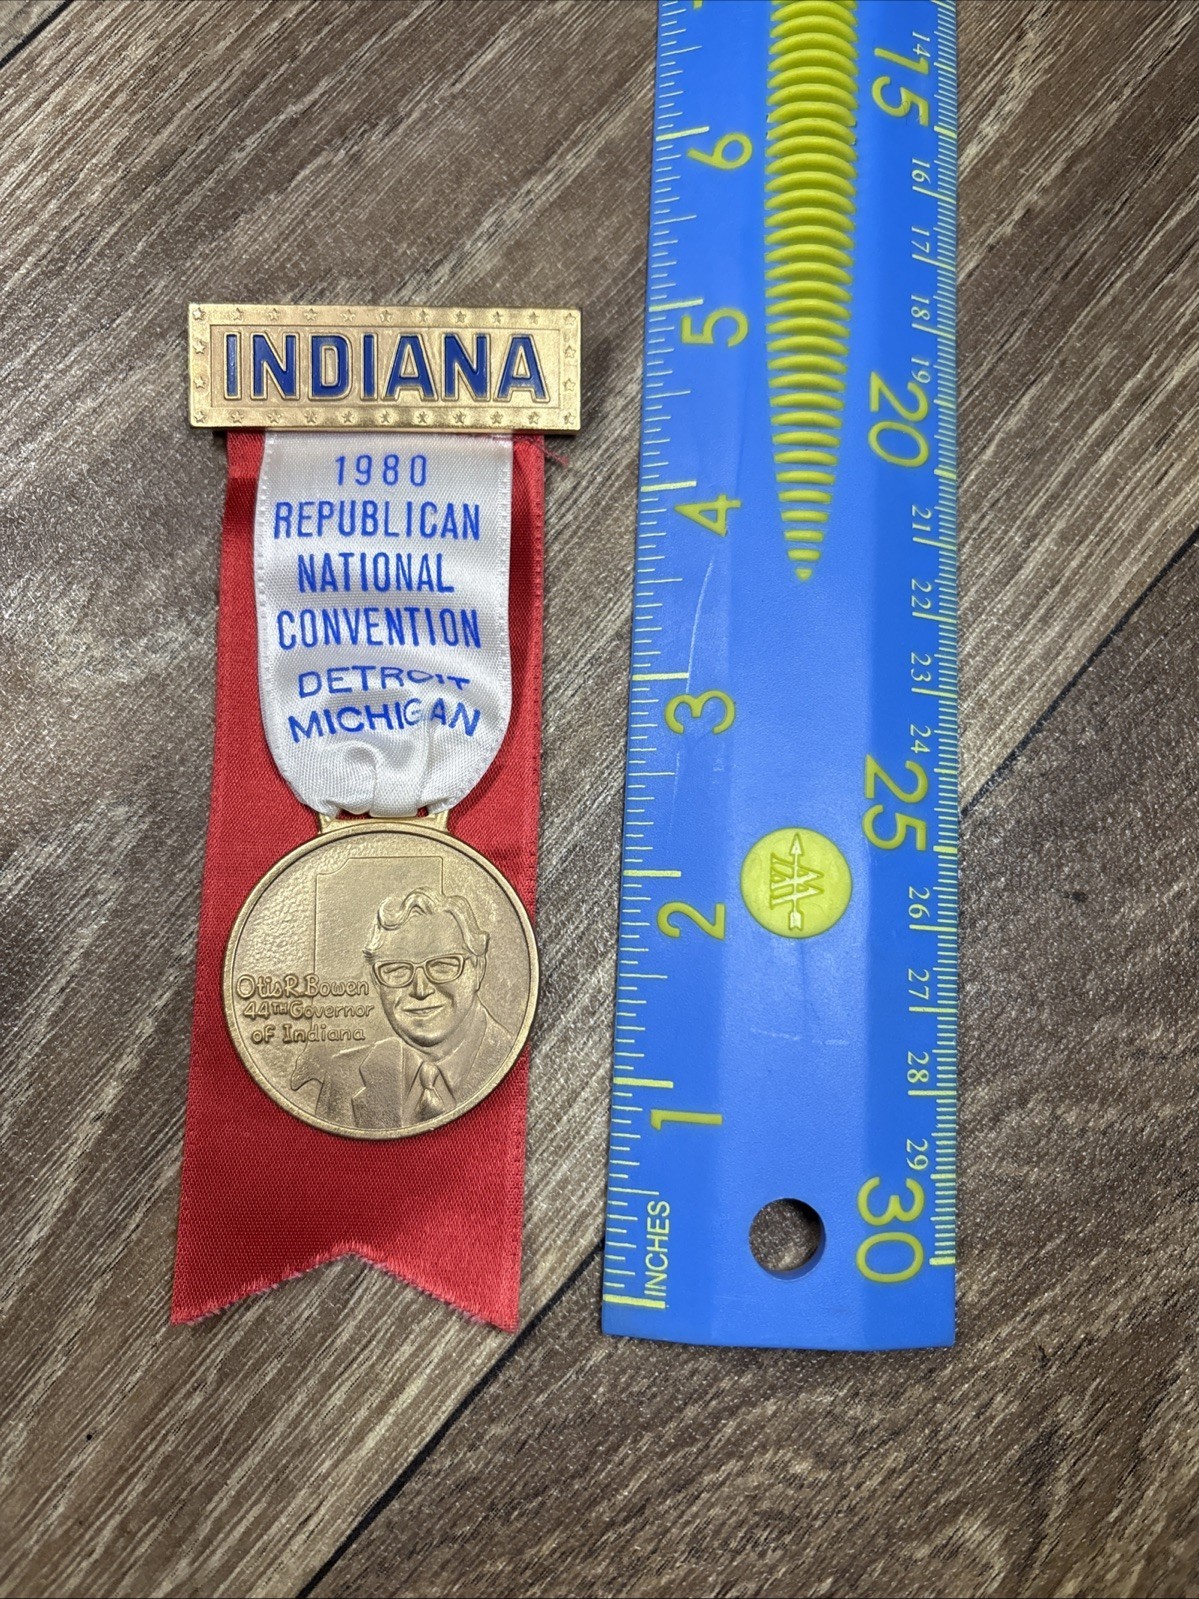 INDIANA
1980
REPUBLICAN
NATIONAL
CONVENTION
DETROIT
MICHIGAN
Otis R. Bowen
44TH Governor
of Indiana
6
5
4
3
2
1
INCHES
14
15
16
17
18
19
20
21
22
23
24
25
26
27
28
29
30